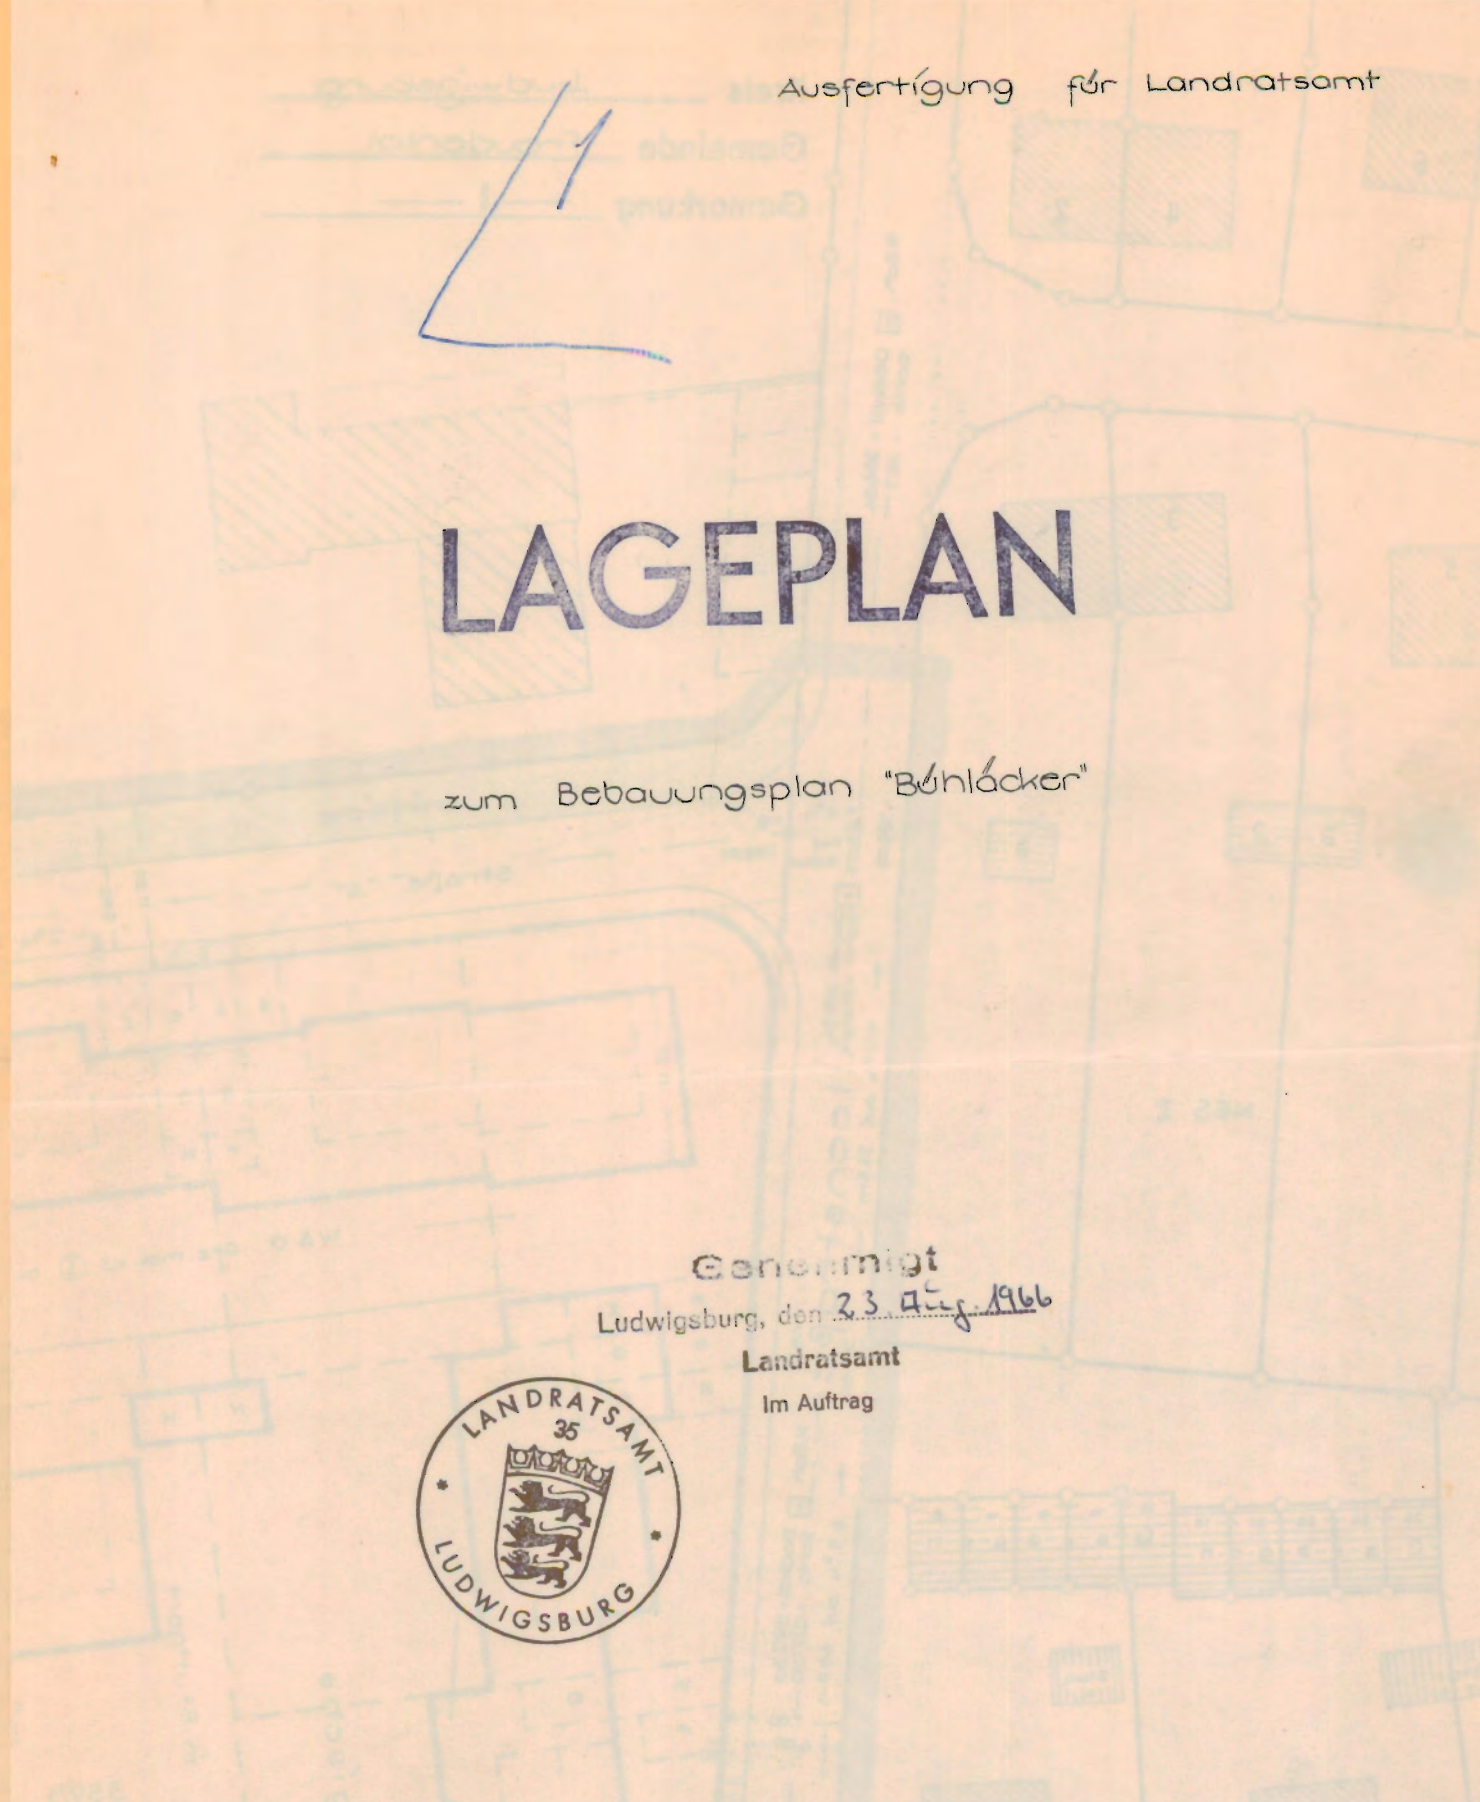 Ausfertigung für Landratsamt
LAGEPLAN
zum Bebauungsplan "Bühläcker"
Genehmigt
Ludwigsburg, den 23. Aug. 1966
Landratsamt
Im Auftrag
LANDRATSAMT
35
LUDWIGSBURG